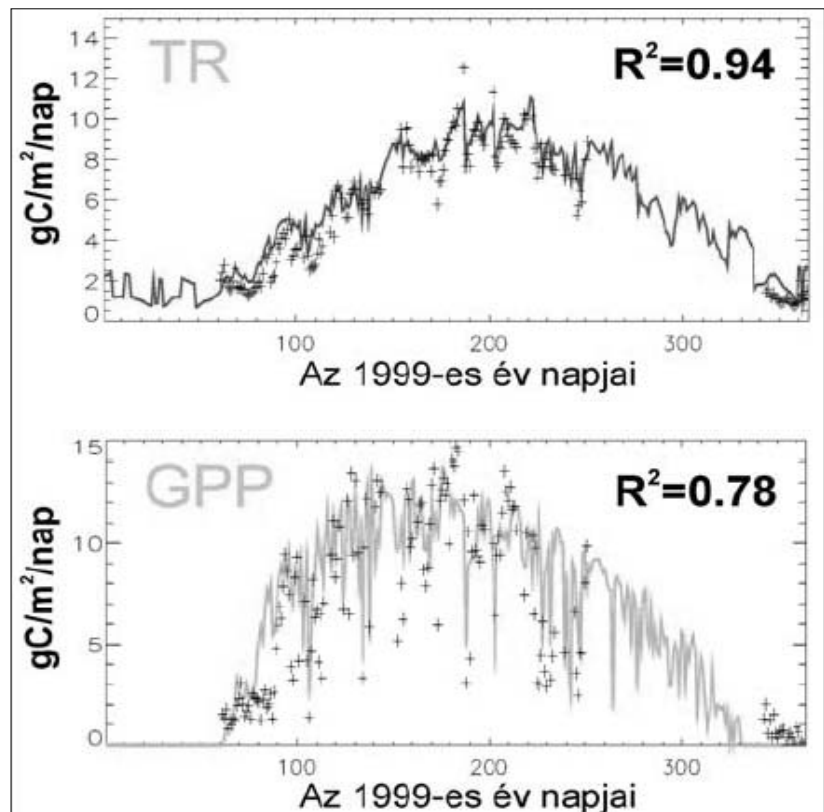 TR
R²=0.94
gC/m²/nap
14
12
10
8
6
4
2
0
100
200
300
Az 1999-es év napjai
GPP
R²=0.78
gC/m²/nap
15
10
5
0
100
200
300
Az 1999-es év napjai